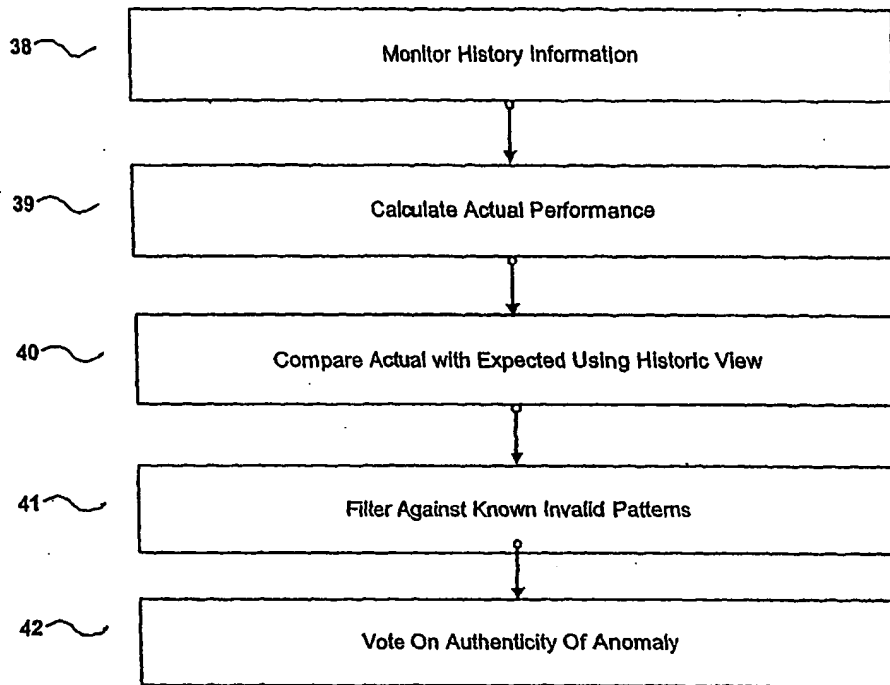 38 Monitor History Information
39 Calculate Actual Performance
40 Compare Actual with Expected Using Historic View
41 Filter Against Known Invalid Patterns
42 Vote On Authenticity Of Anomaly